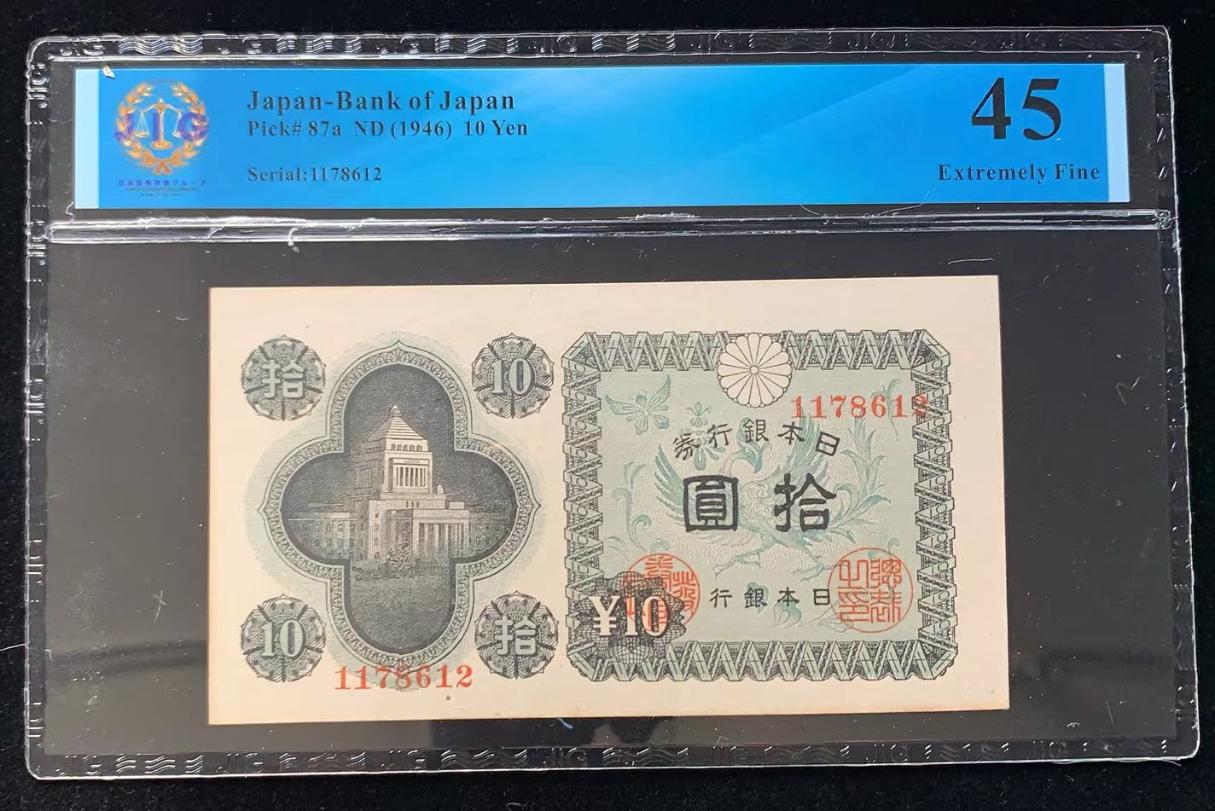 JIG
Japan-Bank of Japan
Pick# 87a ND (1946) 10 Yen
Serial:1178612
45
Extremely Fine
拾
10
1178612
券行銀本日
圓拾
行銀本日
¥10
10
拾
1178612